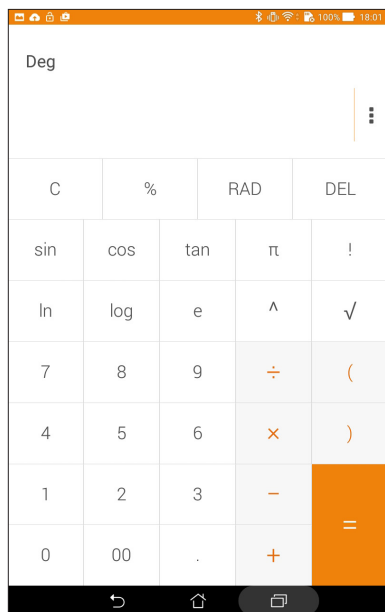 100% 18:01
Deg
C % RAD DEL
sin cos tan π !
ln log e ^ √
7 8 9 ÷ (
4 5 6 × )
1 2 3 −
=
0 00 . +